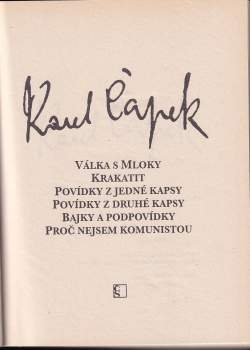 Karel Čapek
VÁLKA S MLOKY
KRAKATIT
POVÍDKY Z JEDNÉ KAPSY
POVÍDKY Z DRUHÉ KAPSY
BAJKY A PODPOVÍDKY
PROČ NEJSEM KOMUNISTOU